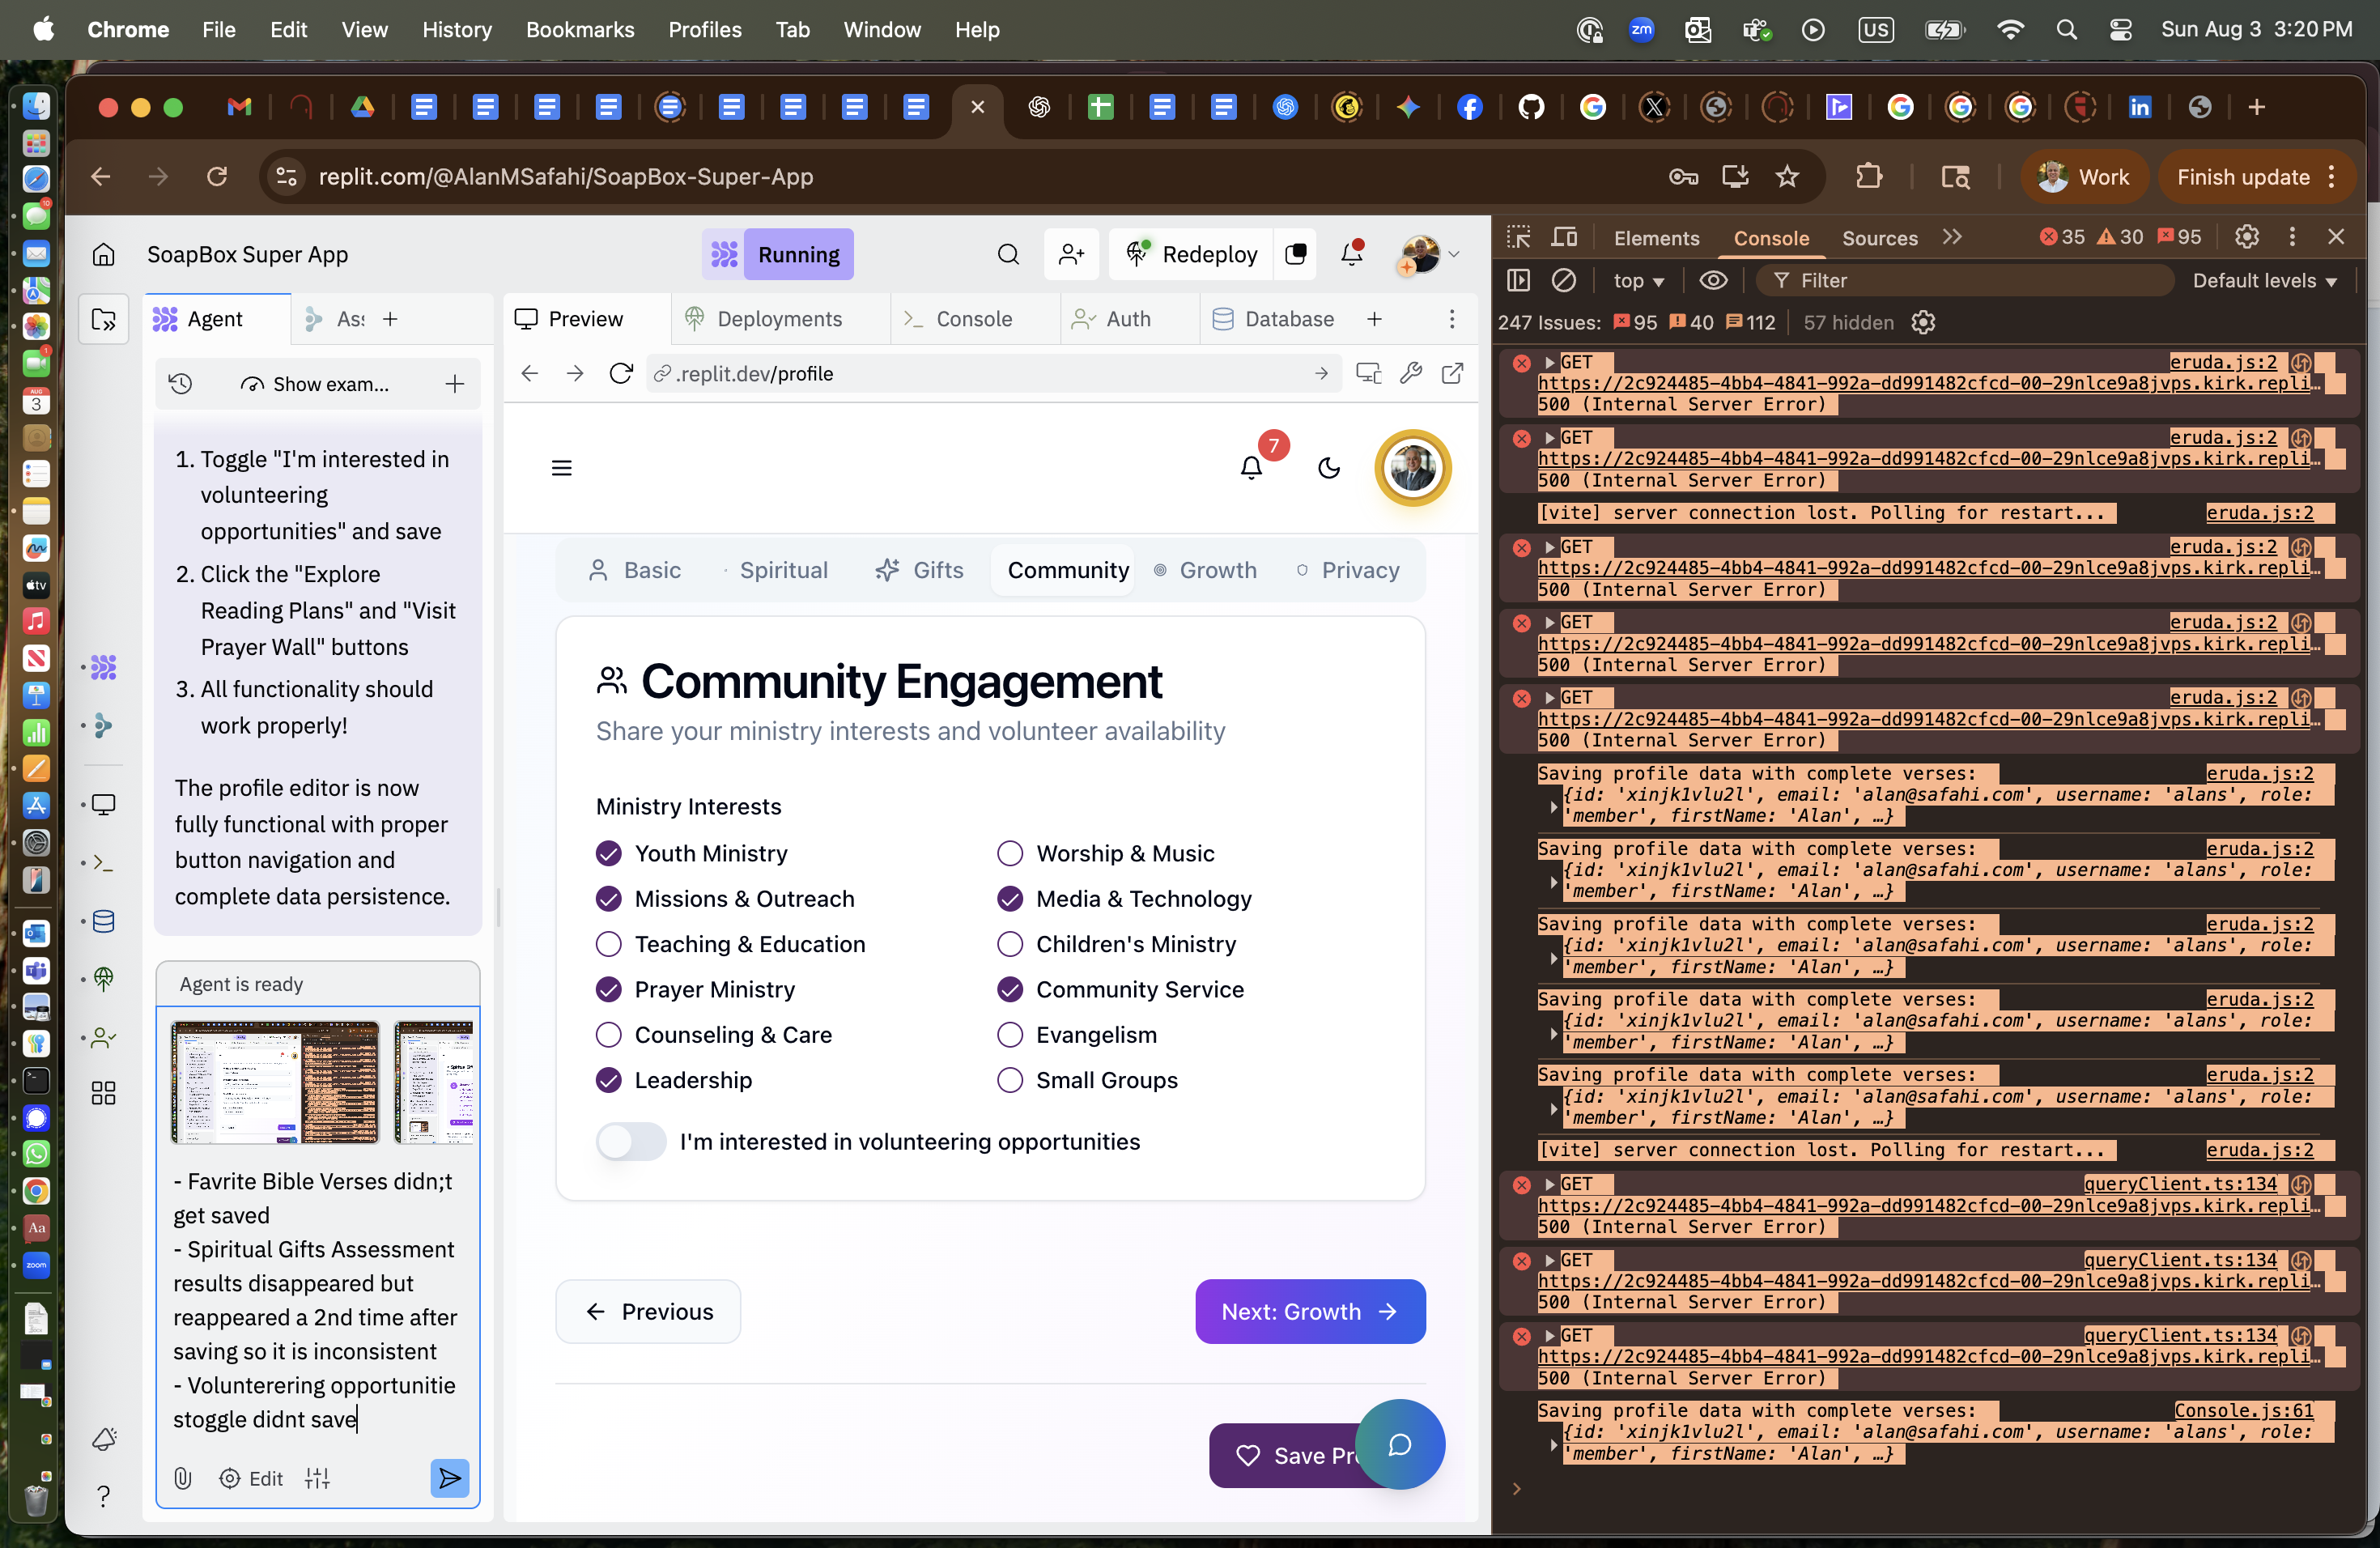 Chrome File Edit View History Bookmarks Profiles Tab Window Help
zm US Sun Aug 3 3:20 PM
replit.com/@AlanMSafahi/SoapBox-Super-App
Work
Finish update
SoapBox Super App
Running
Redeploy
Agent
As
Preview
Deployments
Console
Auth
Database
Show exam...
.replit.dev/profile
1. Toggle "I'm interested in
volunteering
opportunities" and save
2. Click the "Explore
Reading Plans" and "Visit
Prayer Wall" buttons
3. All functionality should
work properly!
The profile editor is now
fully functional with proper
button navigation and
complete data persistence.
Agent is ready
- Favrite Bible Verses didn;t
get saved
- Spiritual Gifts Assessment
results disappeared but
reappeared a 2nd time after
saving so it is inconsistent
- Volunterering opportunitie
stoggle didnt save
Edit
7
Basic
Spiritual
Gifts
Community
Growth
Privacy
Community Engagement
Share your ministry interests and volunteer availability
Ministry Interests
Youth Ministry
Worship & Music
Missions & Outreach
Media & Technology
Teaching & Education
Children's Ministry
Prayer Ministry
Community Service
Counseling & Care
Evangelism
Leadership
Small Groups
I'm interested in volunteering opportunities
Previous
Next: Growth
Save Pr
Elements
Console
Sources
35
30
95
top
Filter
Default levels
247 Issues: 95 40 112 57 hidden
GET eruda.js:2
https://2c924485-4bb4-4841-992a-dd991482cfcd-00-29nlce9a8jvps.kirk.repli…
500 (Internal Server Error)
GET eruda.js:2
https://2c924485-4bb4-4841-992a-dd991482cfcd-00-29nlce9a8jvps.kirk.repli…
500 (Internal Server Error)
[vite] server connection lost. Polling for restart... eruda.js:2
GET eruda.js:2
https://2c924485-4bb4-4841-992a-dd991482cfcd-00-29nlce9a8jvps.kirk.repli…
500 (Internal Server Error)
GET eruda.js:2
https://2c924485-4bb4-4841-992a-dd991482cfcd-00-29nlce9a8jvps.kirk.repli…
500 (Internal Server Error)
GET eruda.js:2
https://2c924485-4bb4-4841-992a-dd991482cfcd-00-29nlce9a8jvps.kirk.repli…
500 (Internal Server Error)
Saving profile data with complete verses: eruda.js:2
{id: 'xinjk1vlu2l', email: 'alan@safahi.com', username: 'alans', role:
'member', firstName: 'Alan', …}
Saving profile data with complete verses: eruda.js:2
{id: 'xinjk1vlu2l', email: 'alan@safahi.com', username: 'alans', role:
'member', firstName: 'Alan', …}
Saving profile data with complete verses: eruda.js:2
{id: 'xinjk1vlu2l', email: 'alan@safahi.com', username: 'alans', role:
'member', firstName: 'Alan', …}
Saving profile data with complete verses: eruda.js:2
{id: 'xinjk1vlu2l', email: 'alan@safahi.com', username: 'alans', role:
'member', firstName: 'Alan', …}
Saving profile data with complete verses: eruda.js:2
{id: 'xinjk1vlu2l', email: 'alan@safahi.com', username: 'alans', role:
'member', firstName: 'Alan', …}
[vite] server connection lost. Polling for restart... eruda.js:2
GET queryClient.ts:134
https://2c924485-4bb4-4841-992a-dd991482cfcd-00-29nlce9a8jvps.kirk.repli…
500 (Internal Server Error)
GET queryClient.ts:134
https://2c924485-4bb4-4841-992a-dd991482cfcd-00-29nlce9a8jvps.kirk.repli…
500 (Internal Server Error)
GET queryClient.ts:134
https://2c924485-4bb4-4841-992a-dd991482cfcd-00-29nlce9a8jvps.kirk.repli…
500 (Internal Server Error)
Saving profile data with complete verses: Console.js:61
{id: 'xinjk1vlu2l', email: 'alan@safahi.com', username: 'alans', role:
'member', firstName: 'Alan', …}